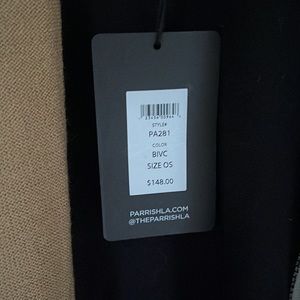 STYLE#
PA281
COLOR
BIVC
SIZE OS
$148.00
PARRISHLA.COM
@THEPARRISHLA